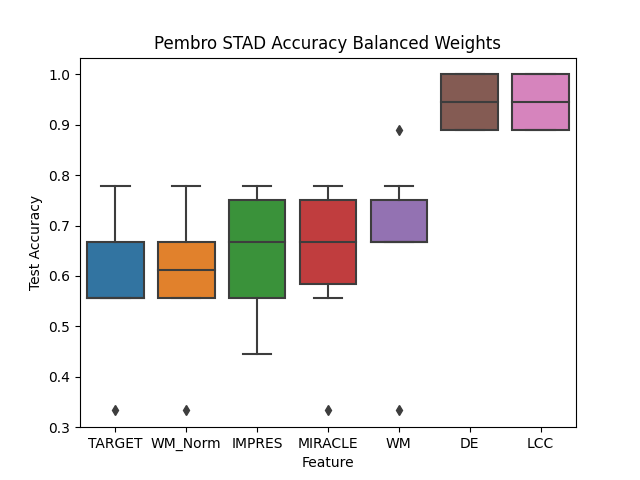 Pembro STAD Accuracy Balanced Weights
Test Accuracy
1.0
0.9
0.8
0.7
0.6
0.5
0.4
0.3
TARGET WM_Norm IMPRES MIRACLE WM DE LCC
Feature